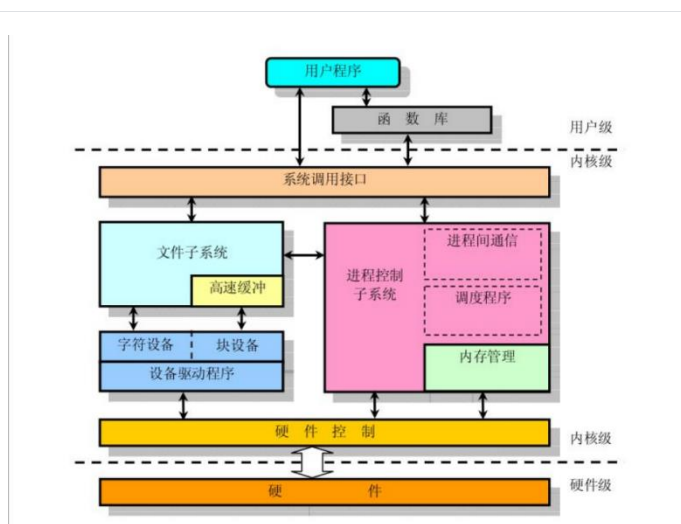 用户程序
函 数 库
用户级
内核级
系统调用接口
文件子系统
高速缓冲
进程控制
子系统
进程间通信
调度程序
内存管理
字符设备 块设备
设备驱动程序
硬 件 控 制
内核级
硬 件
硬件级